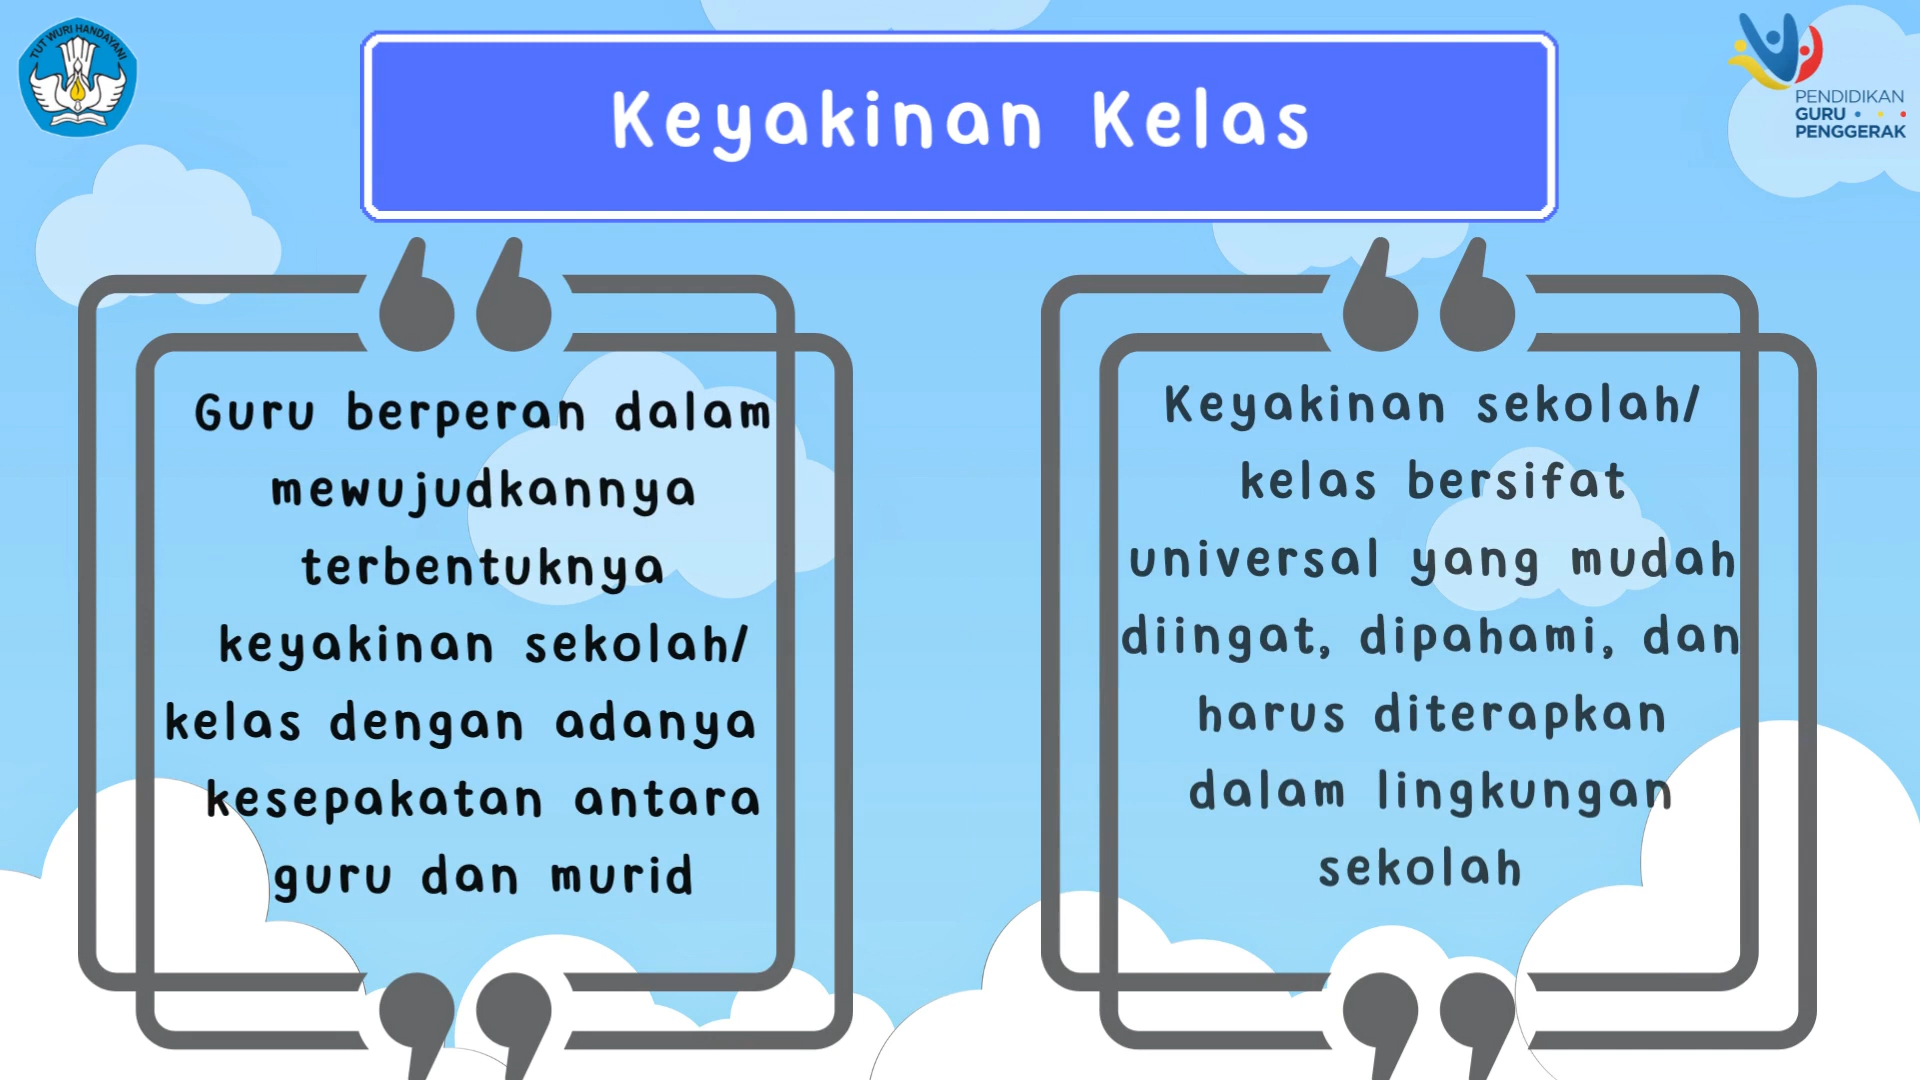 TUT WURI HANDAYANI
Keyakinan Kelas
PENDIDIKAN
GURU
PENGGERAK
Guru berperan dalam
mewujudkannya
terbentuknya
keyakinan sekolah/
kelas dengan adanya
kesepakatan antara
guru dan murid
Keyakinan sekolah/
kelas bersifat
universal yang mudah
diingat, dipahami, dan
harus diterapkan
dalam lingkungan
sekolah